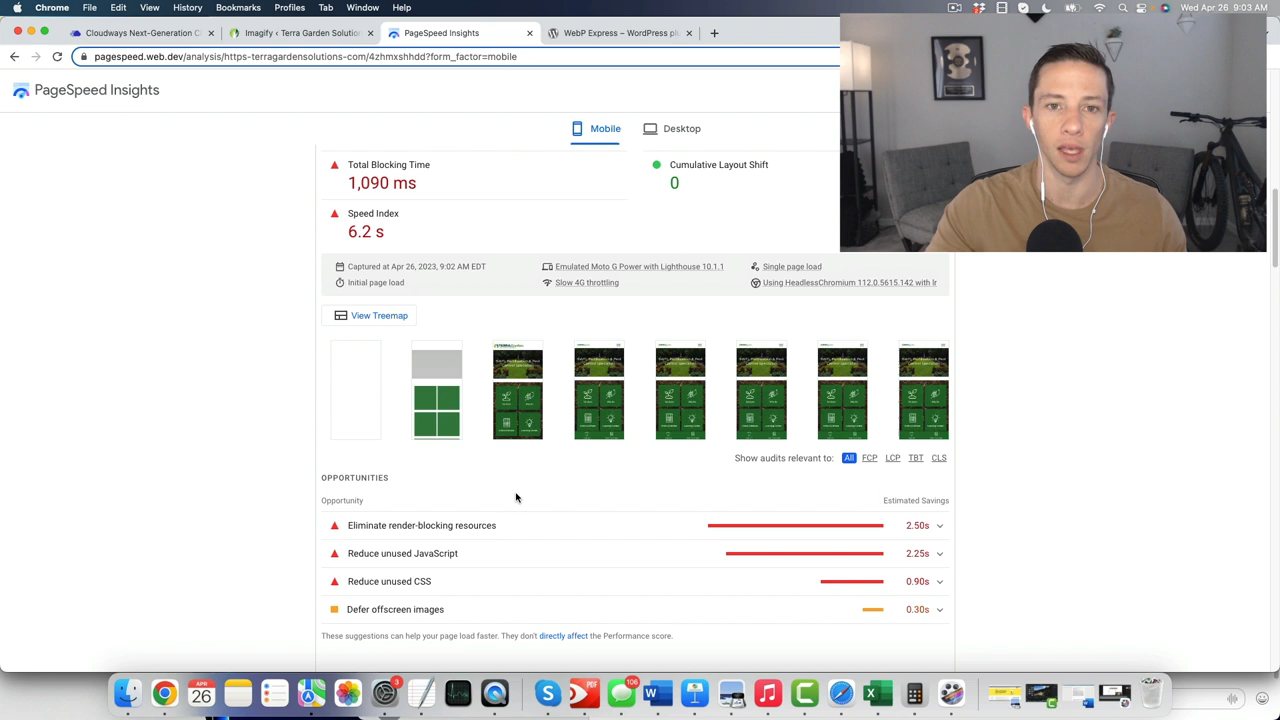 Chrome File Edit View History Bookmarks Profiles Tab Window Help
Wed Apr 26 9:03 AM
Cloudways Next-Generation C
Imagify ‹ Terra Garden Solutio
PageSpeed Insights
WebP Express – WordPress plu
pagespeed.web.dev/analysis/https-terragardensolutions-com/4zhmxshhdd?form_factor=mobile
PageSpeed Insights
Mobile
Desktop
Total Blocking Time
1,090 ms
Cumulative Layout Shift
0
Speed Index
6.2 s
Captured at Apr 26, 2023, 9:02 AM EDT
Emulated Moto G Power with Lighthouse 10.1.1
Single page load
Initial page load
Slow 4G throttling
Using HeadlessChromium 112.0.5615.142 with lr
View Treemap
Show audits relevant to: All FCP LCP TBT CLS
OPPORTUNITIES
Opportunity
Estimated Savings
Eliminate render-blocking resources
2.50s
Reduce unused JavaScript
2.25s
Reduce unused CSS
0.90s
Defer offscreen images
0.30s
These suggestions can help your page load faster. They don't directly affect the Performance score.
APR
26
3
PDF
106